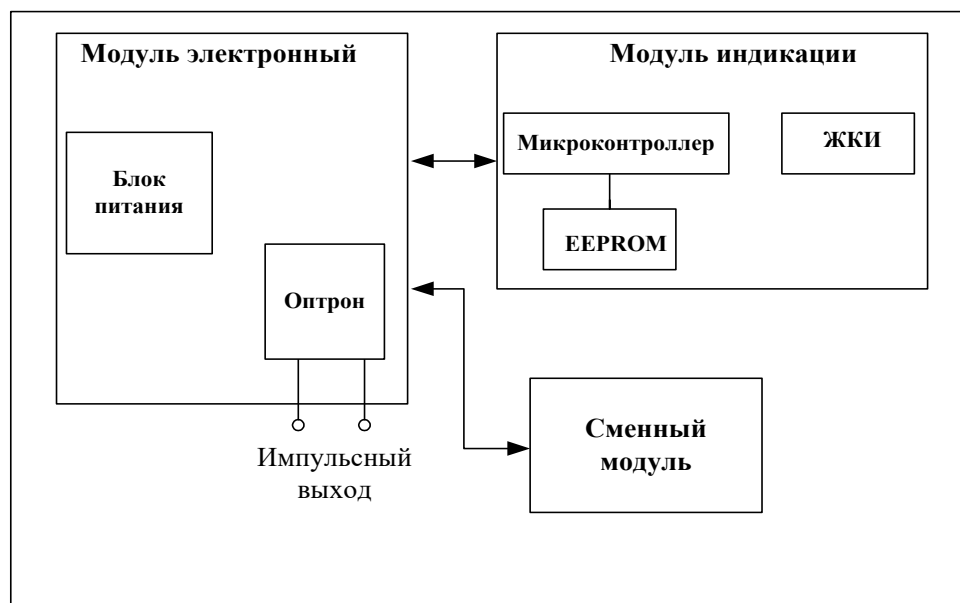 Модуль электронный
Модуль индикации
Микроконтроллер
ЖКИ
Блок
питания
EEPROM
Оптрон
Импульсный
выход
Сменный
модуль